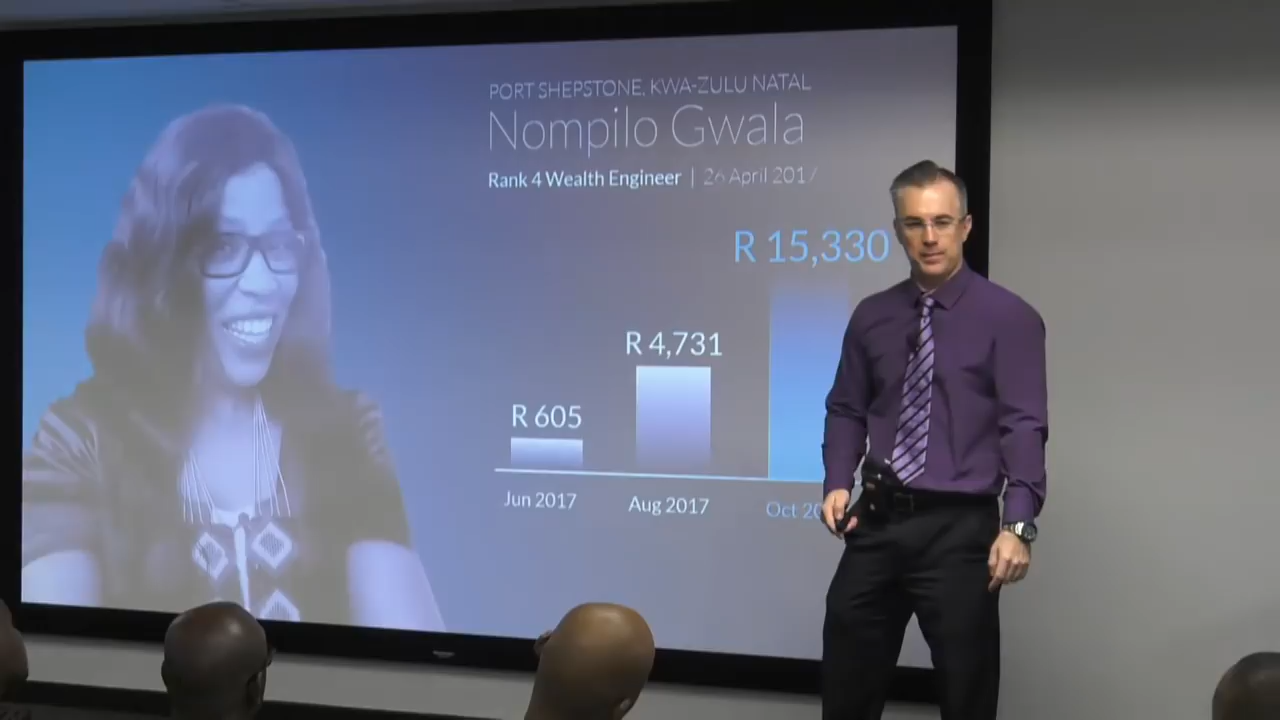 PORT SHEPSTONE, KWA-ZULU NATAL
Nompilo Gwala
Rank 4 Wealth Engineer | 26 April 2017
R 15,330
R 4,731
R 605
Jun 2017
Aug 2017
Oct